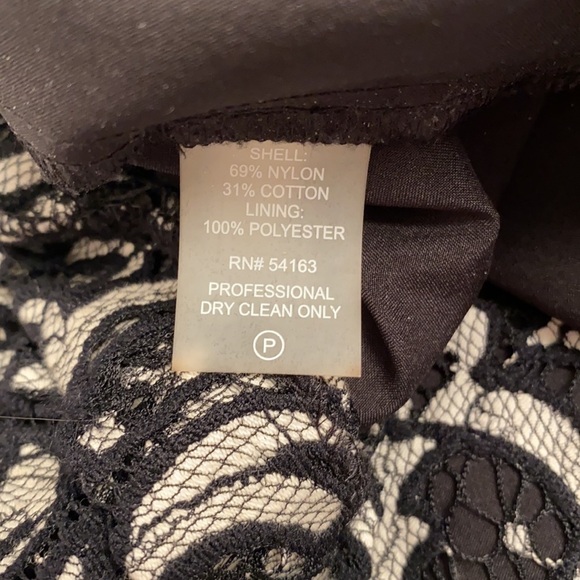 SHELL:
69% NYLON
31% COTTON
LINING:
100% POLYESTER
RN# 54163
PROFESSIONAL
DRY CLEAN ONLY
P